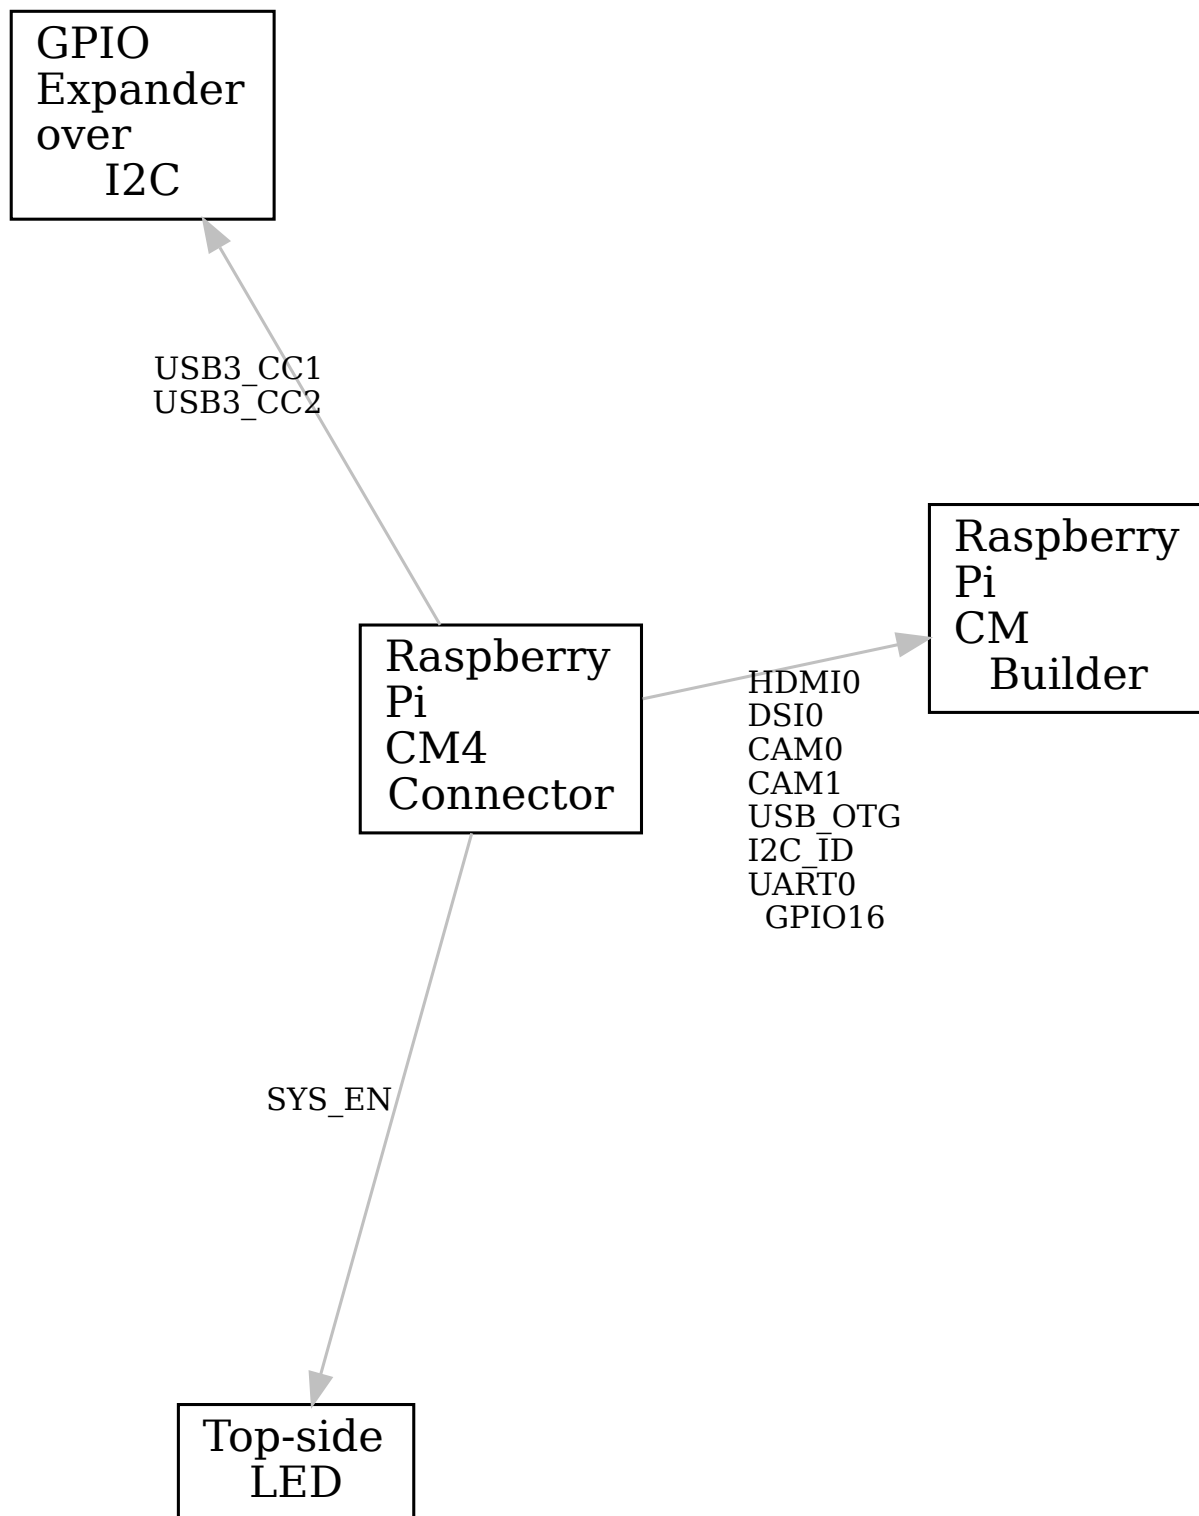 GPIO
Expander
over
I2C
USB3_CC1
USB3_CC2
Raspberry
Pi
CM
Builder
Raspberry
Pi
CM4
Connector
HDMI0
DSI0
CAM0
CAM1
USB_OTG
I2C_ID
UART0
GPIO16
SYS_EN
Top-side
LED